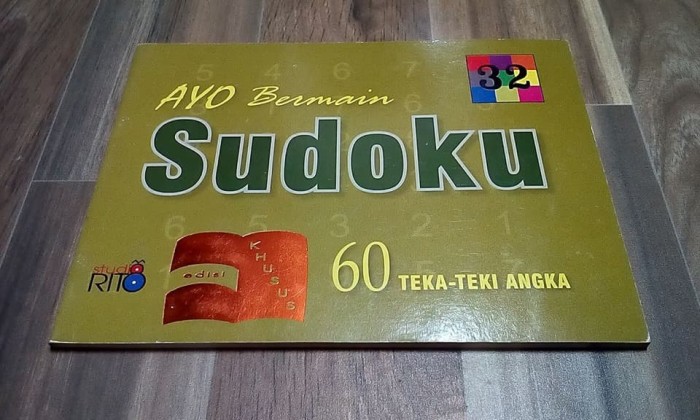 32
AYO Bermain
Sudoku
studio
RITO
edisi
KHUSUS
60 TEKA-TEKI ANGKA